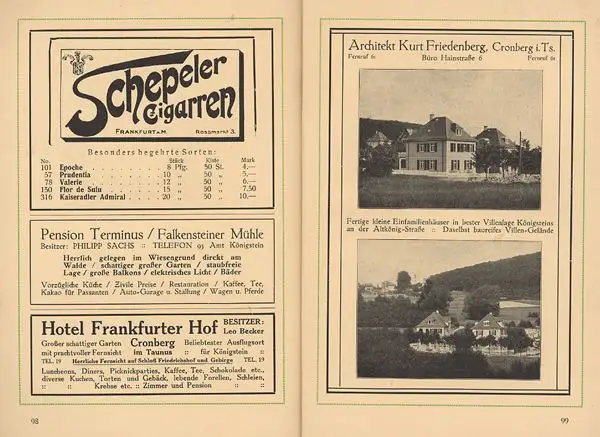 Schepeler
Cigarren
FRANKFURT A.M. Rossmarkt 3.
Besonders begehrte Sorten:
No. Stück Kiste Mark
101 Epoche . . . . . . . . . 8 Pfg. 50 St. 4.—
57 Prudentia . . . . . . . . 10 „ 50 „ 5.—
78 Valerie . . . . . . . . . 12 „ 50 „ 6.—
150 Flor de Sulu . . . . . . 15 „ 50 „ 7.50
316 Kaiseradler Admiral . . . 20 „ 50 „ 10.—
Pension Terminus / Falkensteiner Mühle
Besitzer: PHILIPP SACHS :: TELEFON 93 Amt Königstein
Herrlich gelegen im Wiesengrund direkt am
Walde / schattiger großer Garten / staubfreie
Lage / große Balkons / elektrisches Licht / Bäder
Vorzügliche Küche / Zivile Preise / Restauration / Kaffee, Tee,
Kakao für Passanten / Auto-Garage u. Stallung / Wagen u. Pferde
Hotel Frankfurter Hof BESITZER:
Leo Becker
Großer schattiger Garten Cronberg Beliebtester Ausflugsort
mit prachtvoller Fernsicht im Taunus :: für Königstein ::
TEL. 19 Herrliche Fernsicht auf Schloß Friedrichshof und Gebirge TEL. 19
Luncheons, Diners, Picknickparties, Kaffee, Tee, Schokolade etc.,
diverse Kuchen, Torten und Gebäck, lebende Forellen, Schleien,
:: :: Krebse etc. :: Zimmer und Pension :: ::
98
Architekt Kurt Friedenberg, Cronberg i.Ts.
Fernruf 61 Büro Hainstraße 6 Fernruf 61
Fertige kleine Einfamilienhäuser in bester Villenlage Königsteins
an der Altkönig-Straße :: Daselbst baureifes Villen-Gelände
99